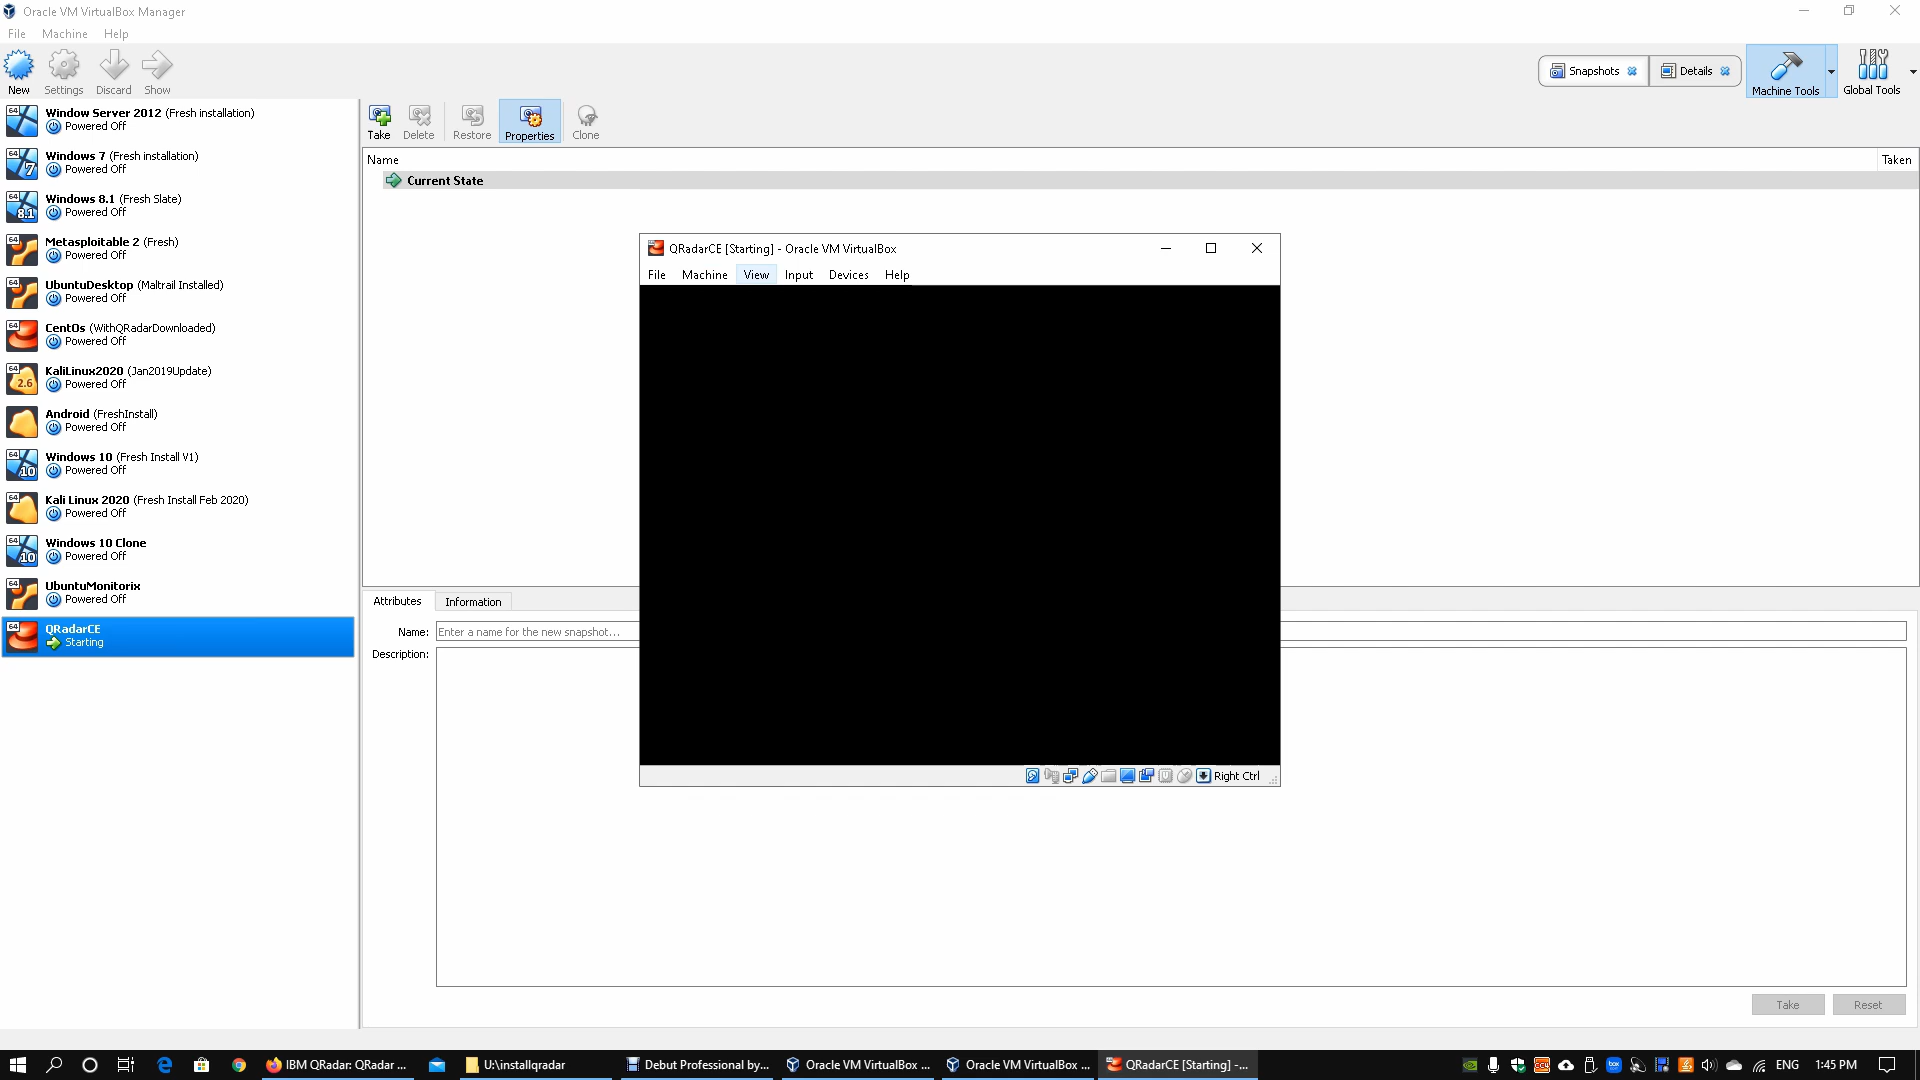 Oracle VM VirtualBox Manager
File Machine Help
New Settings Discard Show
Snapshots Details Machine Tools Global Tools
Window Server 2012 (Fresh installation)
Powered Off
Windows 7 (Fresh installation)
Powered Off
Windows 8.1 (Fresh Slate)
Powered Off
Metasploitable 2 (Fresh)
Powered Off
UbuntuDesktop (Maltrail Installed)
Powered Off
CentOs (WithQRadarDownloaded)
Powered Off
KaliLinux2020 (Jan2019Update)
Powered Off
Android (FreshInstall)
Powered Off
Windows 10 (Fresh Install V1)
Powered Off
Kali Linux 2020 (Fresh Install Feb 2020)
Powered Off
Windows 10 Clone
Powered Off
UbuntuMonitorix
Powered Off
QRadarCE
Starting
Take Delete Restore Properties Clone
Name Taken
Current State
QRadarCE [Starting] - Oracle VM VirtualBox
File Machine View Input Devices Help
Right Ctrl
Attributes Information
Name: Enter a name for the new snapshot...
Description:
Take Reset
IBM QRadar: QRadar ... U:\installqradar Debut Professional by... Oracle VM VirtualBox ... Oracle VM VirtualBox ... QRadarCE [Starting] -... ENG 1:45 PM